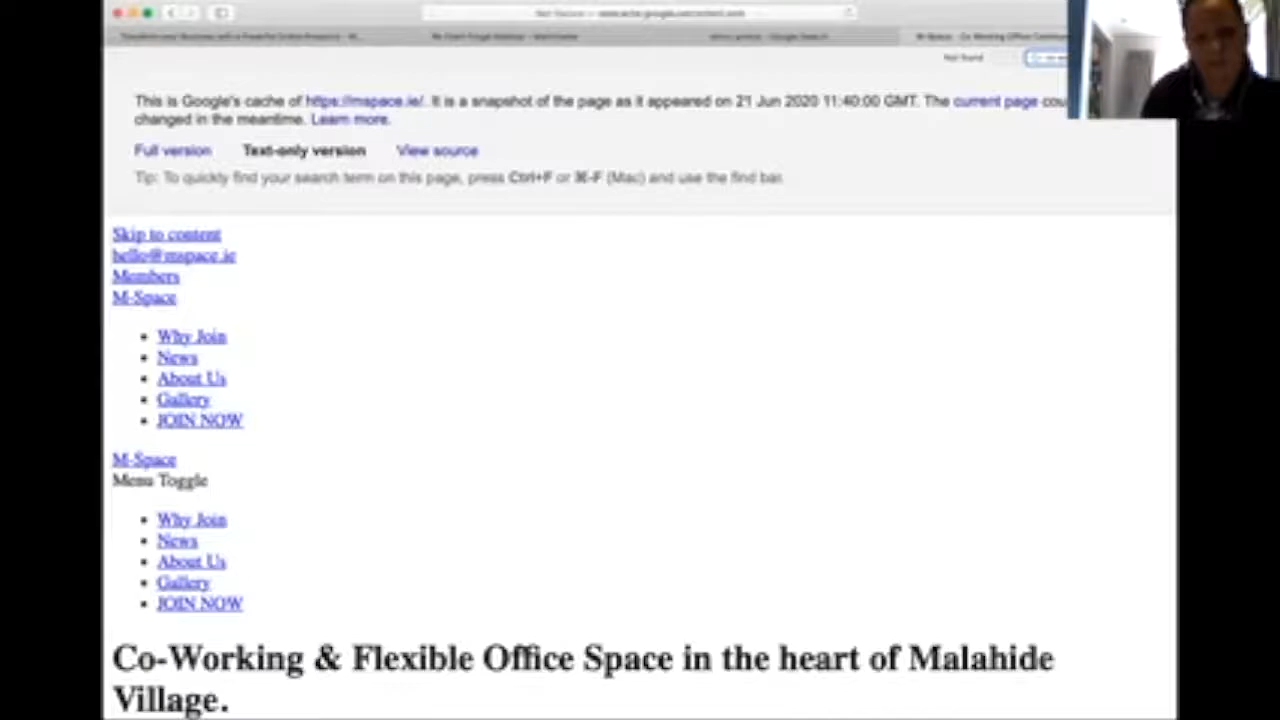 Not found
This is Google's cache of https://mspace.ie/. It is a snapshot of the page as it appeared on 21 Jun 2020 11:40:00 GMT. The current page cou
changed in the meantime. Learn more.
Full version Text-only version View source
Tip: To quickly find your search term on this page, press Ctrl+F or ⌘-F (Mac) and use the find bar.
Skip to content
hello@mspace.ie
Members
M-Space
• Why Join
• News
• About Us
• Gallery
• JOIN NOW
M-Space
Menu Toggle
• Why Join
• News
• About Us
• Gallery
• JOIN NOW
Co-Working & Flexible Office Space in the heart of Malahide
Village.